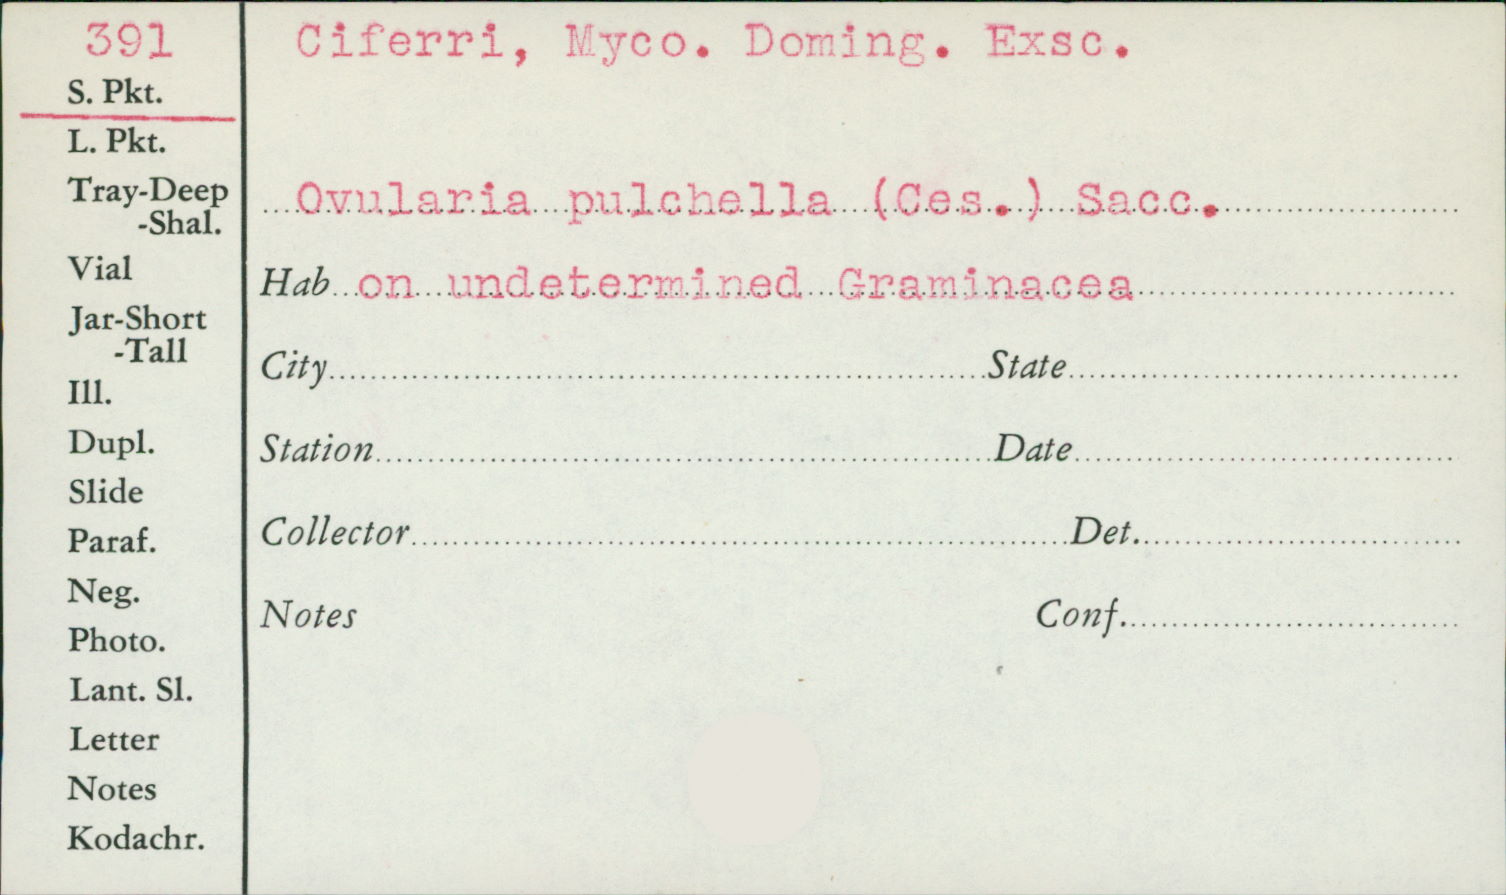 391
S. Pkt.
L. Pkt.
Tray-Deep
-Shal.
Vial
Jar-Short
-Tall
Ill.
Dupl.
Slide
Paraf.
Neg.
Photo.
Lant. Sl.
Letter
Notes
Kodachr.
Ciferri, Myco. Doming. Exsc.
Ovularia pulchella (Ces.) Sacc.
Hab on undetermined Graminacea
City State
Station Date
Collector Det.
Notes Conf.